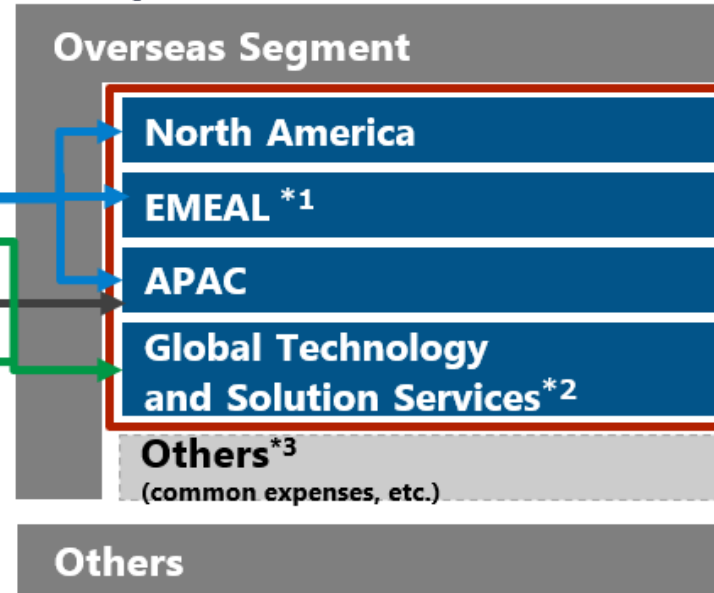 Overseas Segment
North America
EMEAL *1
APAC
Global Technology
and Solution Services*2
Others*3
(common expenses, etc.)
Others